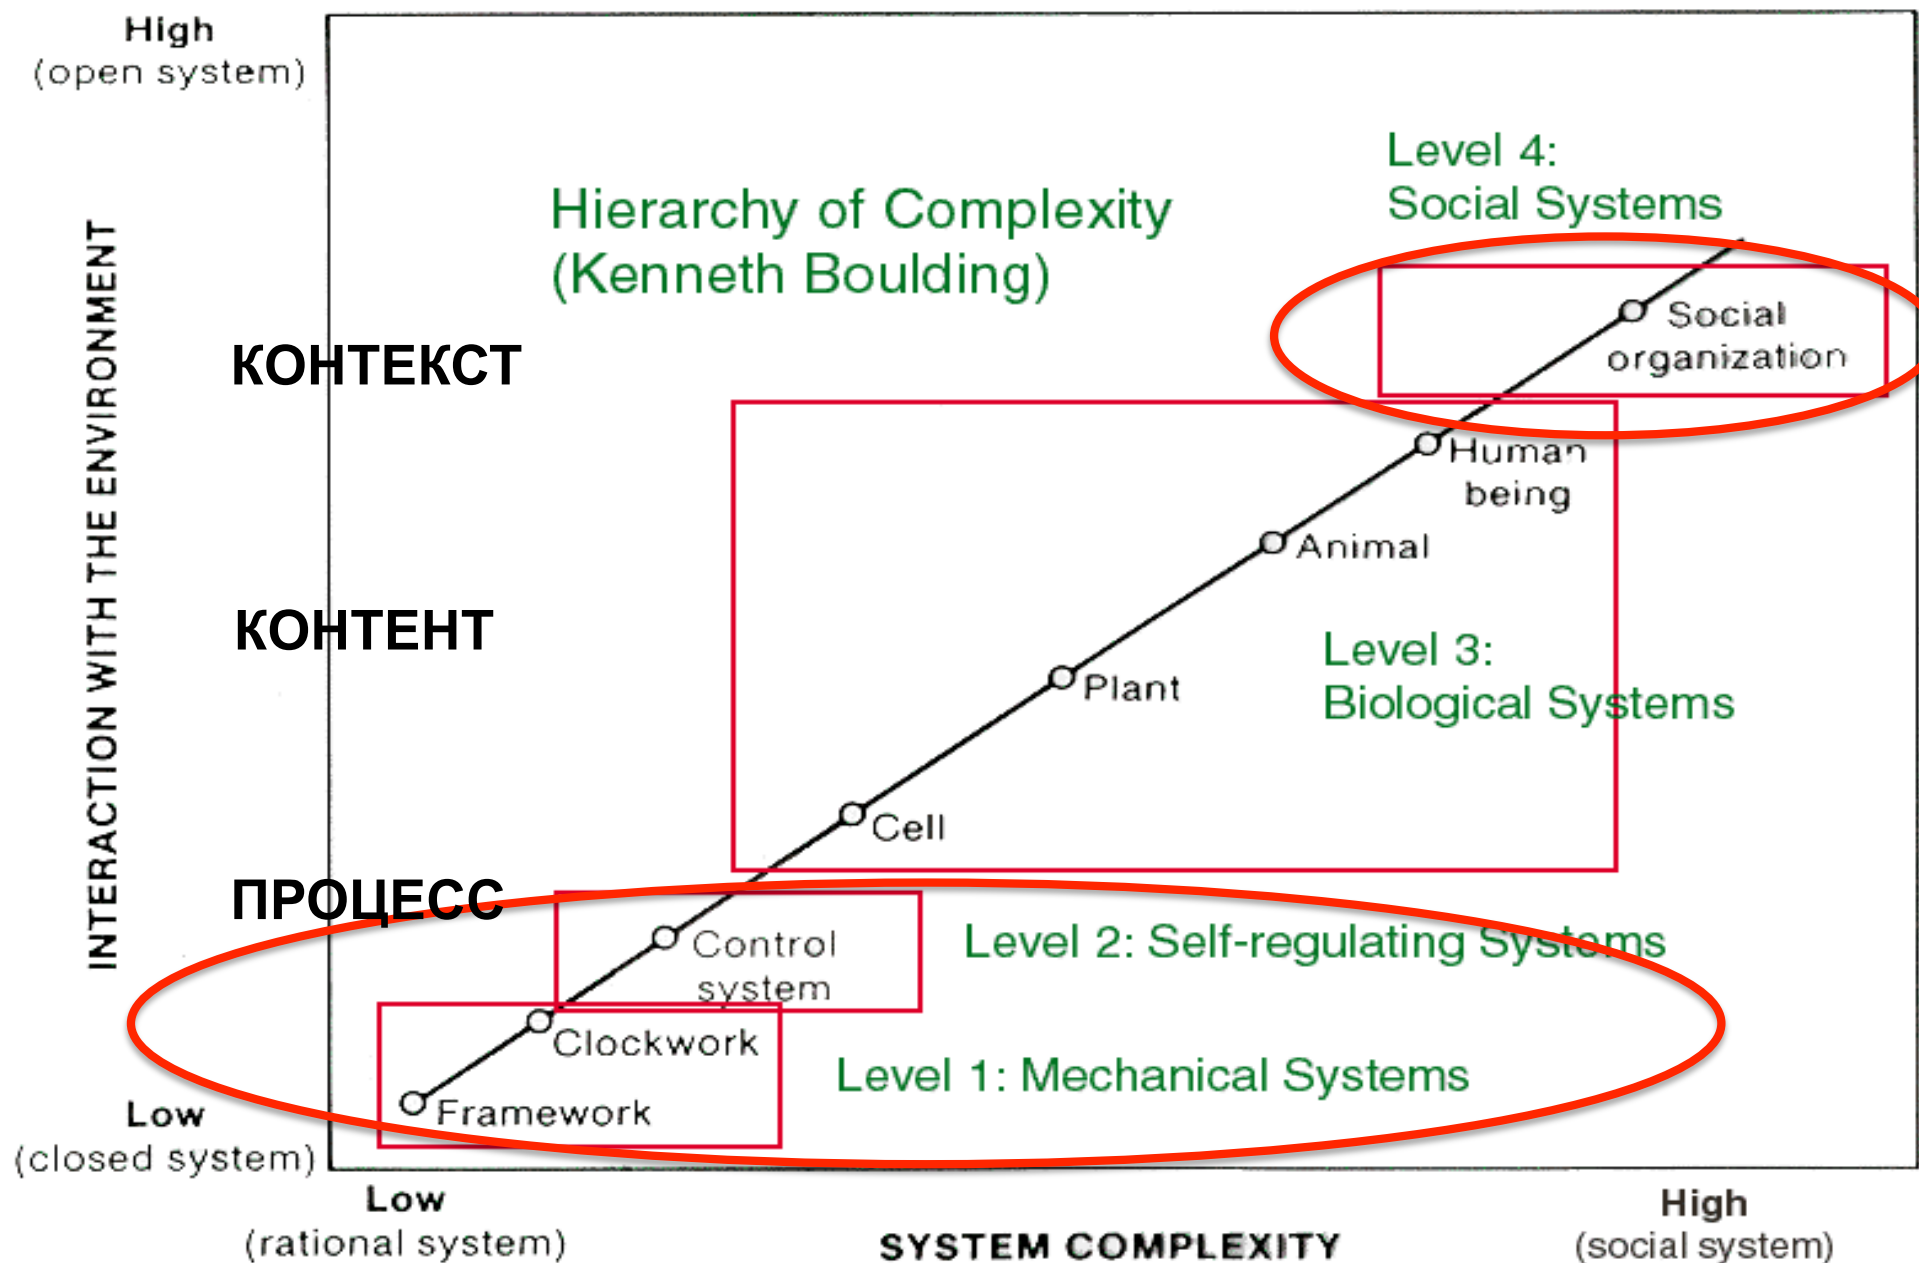 High
(open system)
Level 4:
Social Systems
Hierarchy of Complexity
(Kenneth Boulding)
INTERACTION WITH THE ENVIRONMENT
КОНТЕКСТ
Social
organization
Human
being
Animal
КОНТЕНТ
Level 3:
Biological Systems
Plant
Cell
ПРОЦЕСС
Control
system
Level 2: Self-regulating Systems
Clockwork
Level 1: Mechanical Systems
Framework
Low
(closed system)
Low
(rational system)
SYSTEM COMPLEXITY
High
(social system)